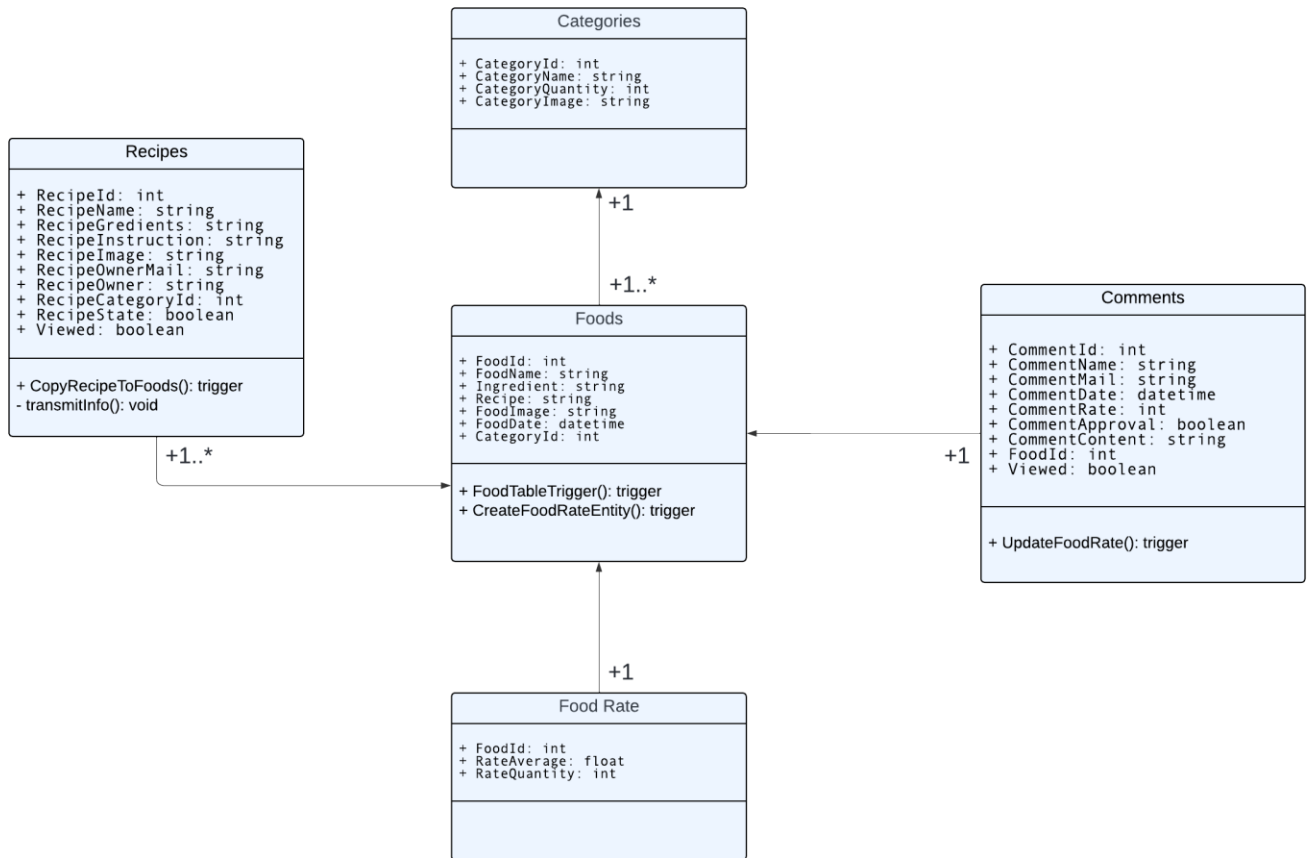 Categories
+ CategoryId: int
+ CategoryName: string
+ CategoryQuantity: int
+ CategoryImage: string
+1
Recipes
+ RecipeId: int
+ RecipeName: string
+ RecipeGredients: string
+ RecipeInstruction: string
+ RecipeImage: string
+ RecipeOwnerMail: string
+ RecipeOwner: string
+ RecipeCategoryId: int
+ RecipeState: boolean
+ Viewed: boolean
+ CopyRecipeToFoods(): trigger
- transmitInfo(): void
+1..*
+1..*
Foods
+ FoodId: int
+ FoodName: string
+ Ingredient: string
+ Recipe: string
+ FoodImage: string
+ FoodDate: datetime
+ CategoryId: int
+ FoodTableTrigger(): trigger
+ CreateFoodRateEntity(): trigger
Comments
+ CommentId: int
+ CommentName: string
+ CommentMail: string
+ CommentDate: datetime
+ CommentRate: int
+ CommentApproval: boolean
+ CommentContent: string
+ FoodId: int
+ Viewed: boolean
+ UpdateFoodRate(): trigger
+1
+1
Food Rate
+ FoodId: int
+ RateAverage: float
+ RateQuantity: int